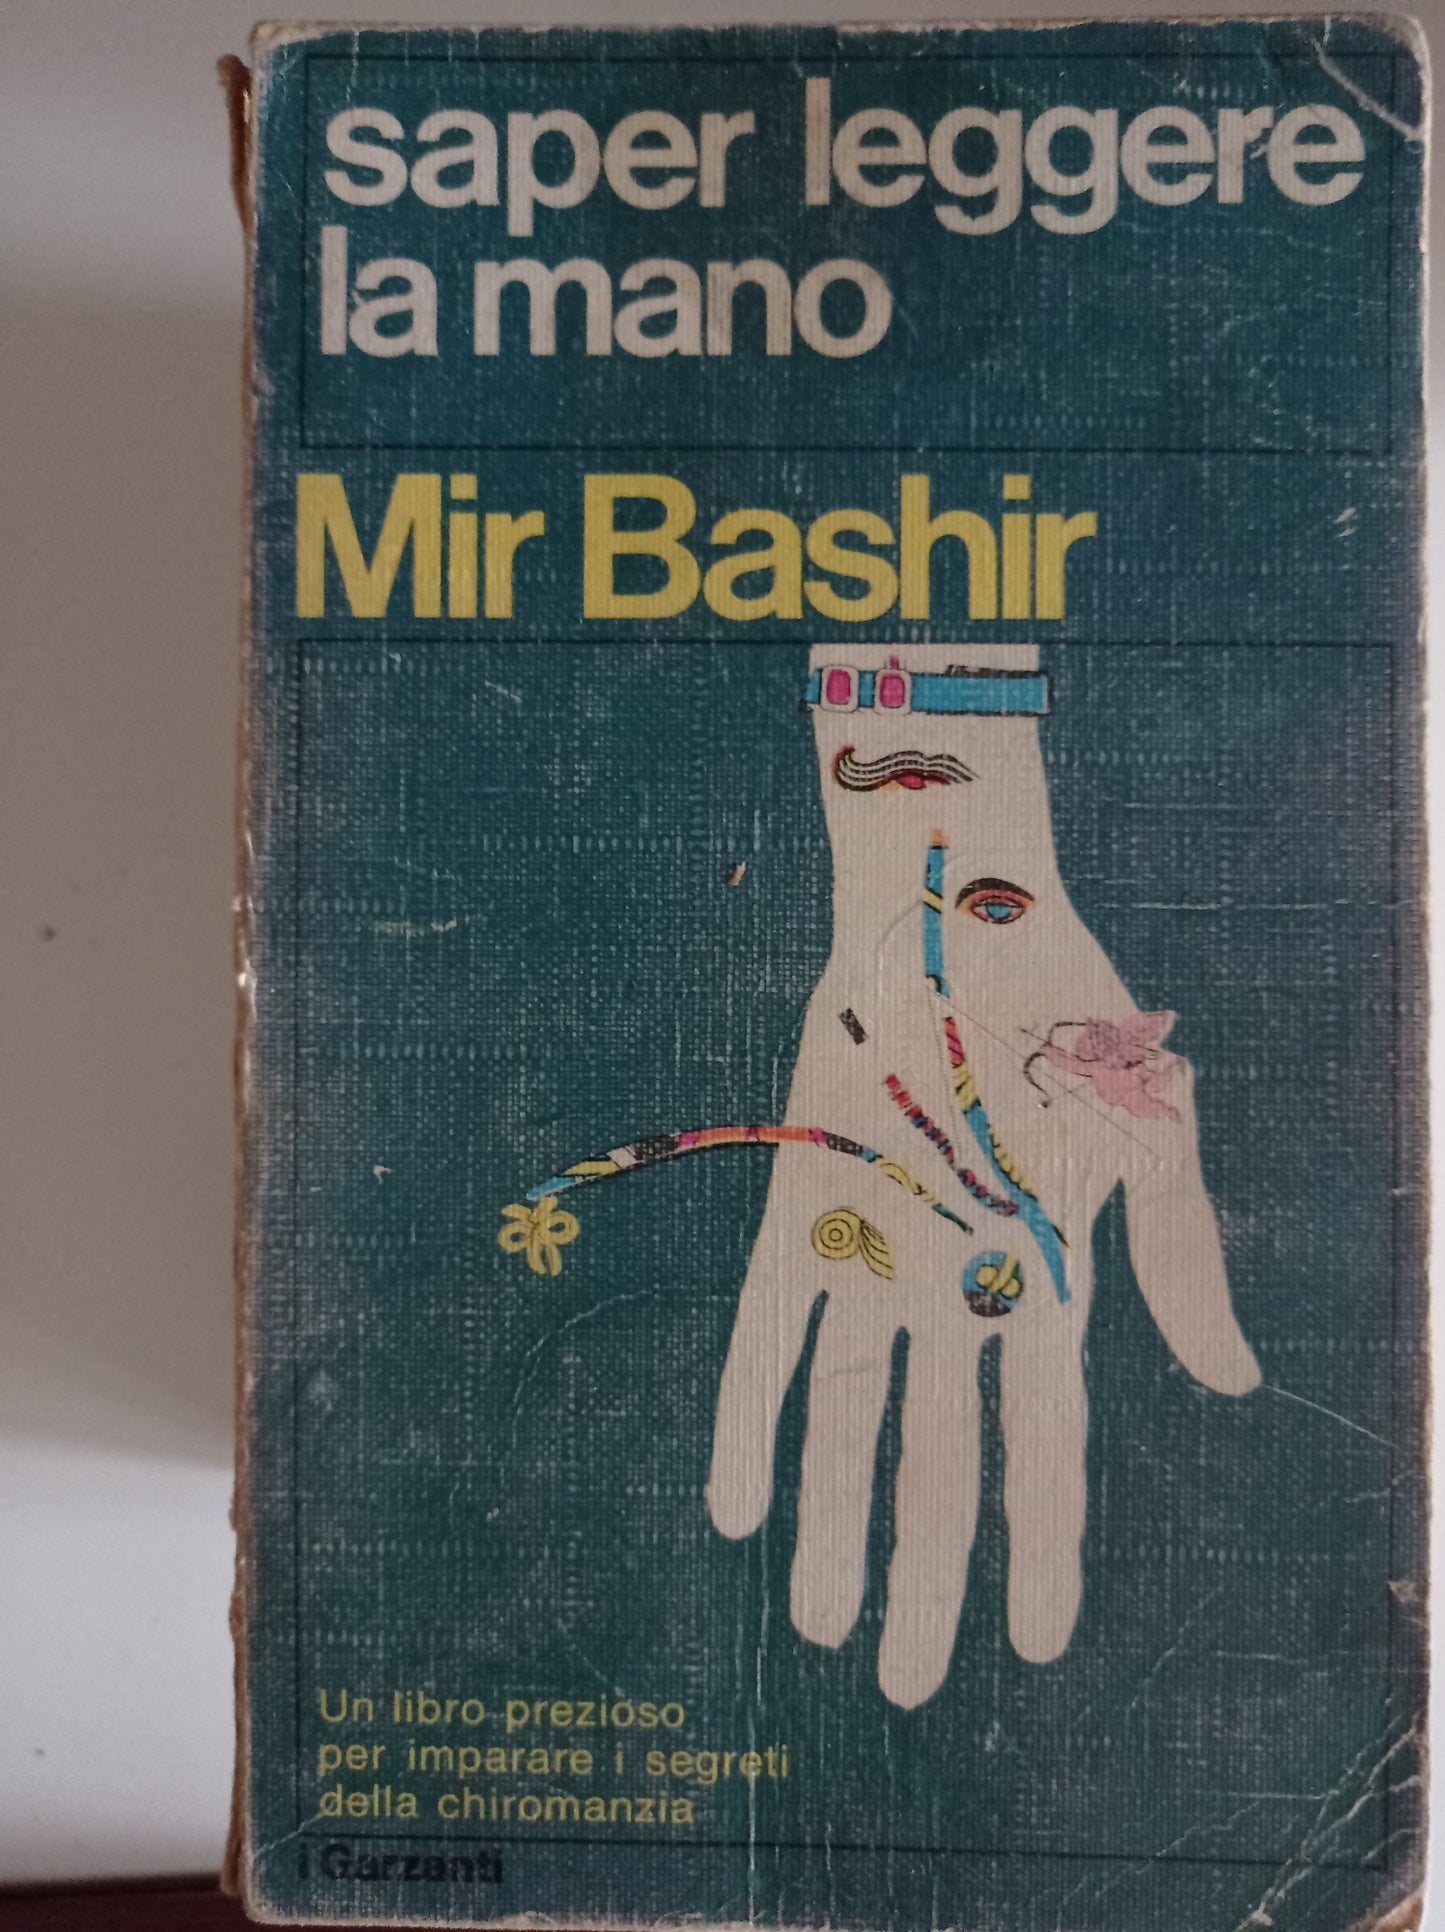 saper leggere
la mano
Mir Bashir
Un libro prezioso
per imparare i segreti
della chiromanzia
i Garzanti